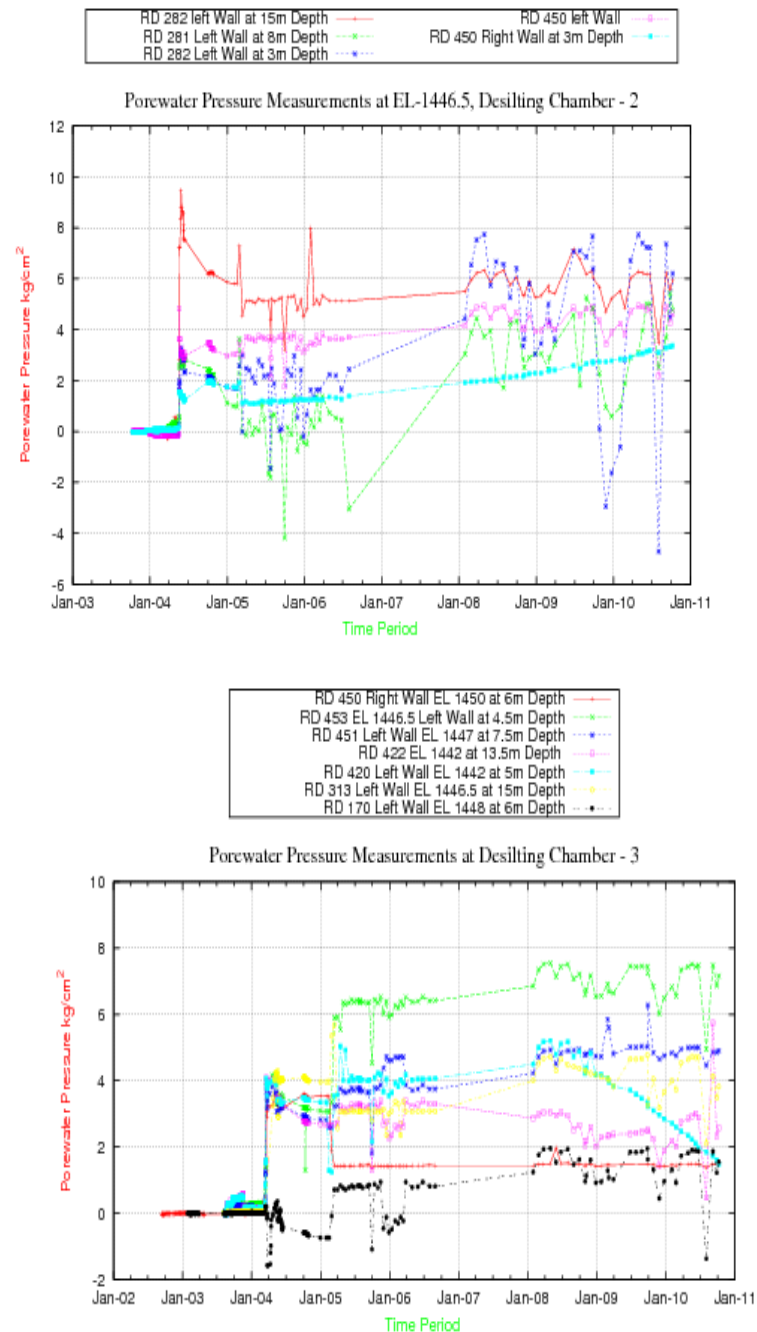 RD 282 left Wall at 15m Depth
RD 281 Left Wall at 8m Depth
RD 282 Left Wall at 3m Depth
RD 450 left Wall
RD 450 Right Wall at 3m Depth
Porewater Pressure Measurements at EL-1446.5, Desilting Chamber - 2
Porewater Pressure kg/cm²
12
10
8
6
4
2
0
-2
-4
-6
Jan-03 Jan-04 Jan-05 Jan-06 Jan-07 Jan-08 Jan-09 Jan-10 Jan-11
Time Period
RD 450 Right Wall EL 1450 at 6m Depth
RD 453 EL 1446.5 Left Wall at 4.5m Depth
RD 451 Left Wall EL 1447 at 7.5m Depth
RD 422 EL 1442 at 13.5m Depth
RD 420 Left Wall EL 1442 at 5m Depth
RD 313 Left Wall EL 1446.5 at 15m Depth
RD 170 Left Wall EL 1448 at 6m Depth
Porewater Pressure Measurements at Desilting Chamber - 3
Porewater Pressure kg/cm²
10
8
6
4
2
0
-2
Jan-02 Jan-03 Jan-04 Jan-05 Jan-06 Jan-07 Jan-08 Jan-09 Jan-10 Jan-11
Time Period